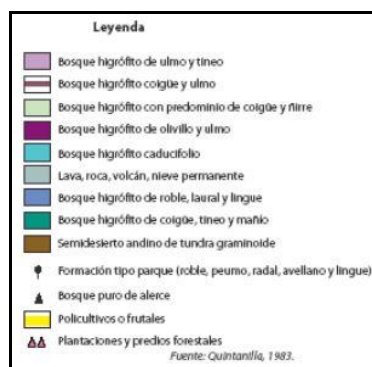 Leyenda
Bosque higrófito de ulmo y tineo
Bosque higrófito coigüe y ulmo
Bosque higrófito con predominio de coigüe y ñirre
Bosque higrófito de olivillo y ulmo
Bosque higrófito caducifolio
Lava, roca, volcán, nieve permanente
Bosque higrófito de roble, laural y lingue
Bosque higrófito de coigüe, tineo y mañío
Semidesierto andino de tundra graminoide
Formación tipo parque (roble, peumo, radal, avellano y lingue)
Bosque puro de alerce
Policultivos o frutales
Plantaciones y predios forestales
Fuente: Quintanilla, 1983.